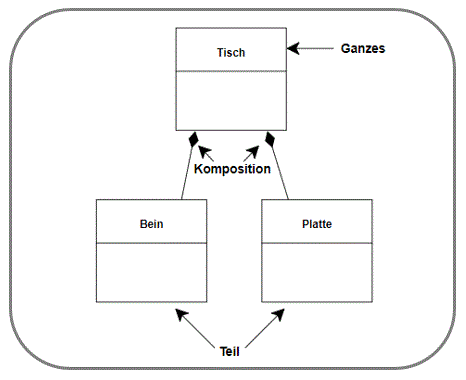 Tisch
Ganzes
Komposition
Bein
Platte
Teil